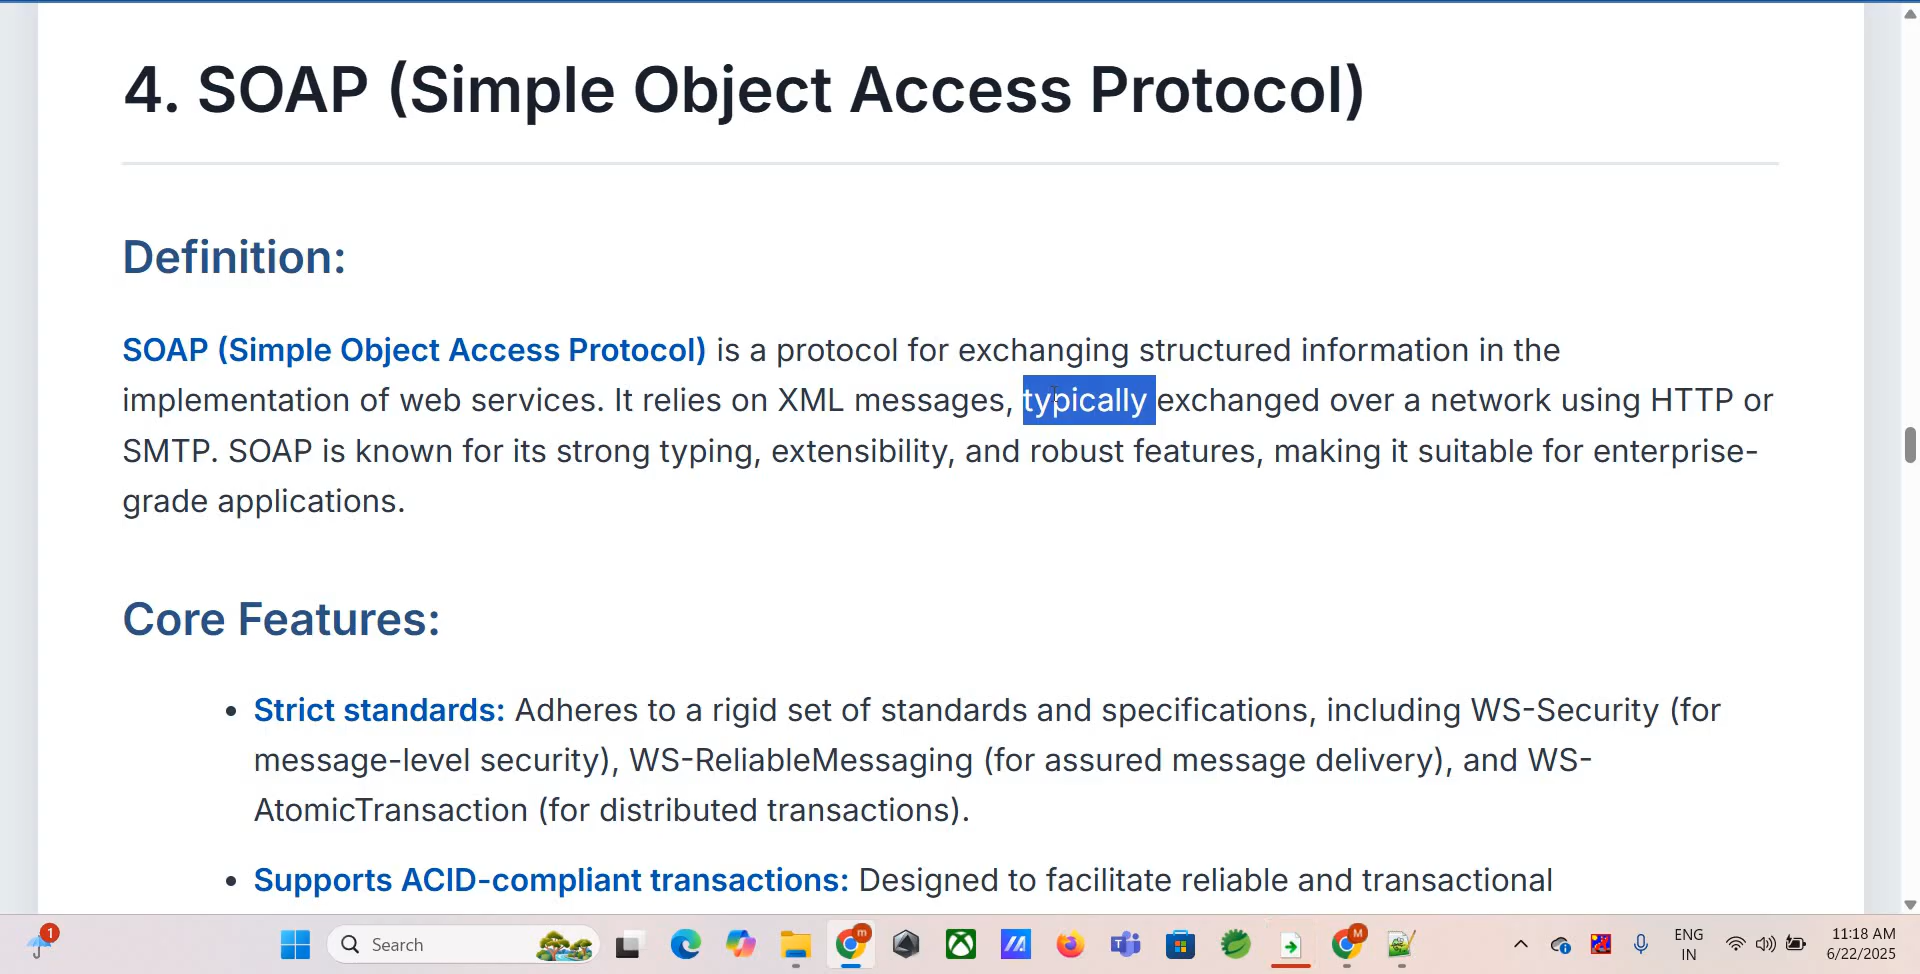 4. SOAP (Simple Object Access Protocol)
Definition:
SOAP (Simple Object Access Protocol) is a protocol for exchanging structured information in the
implementation of web services. It relies on XML messages, typically exchanged over a network using HTTP or
SMTP. SOAP is known for its strong typing, extensibility, and robust features, making it suitable for enterprise-
grade applications.
Core Features:
• Strict standards: Adheres to a rigid set of standards and specifications, including WS-Security (for
message-level security), WS-ReliableMessaging (for assured message delivery), and WS-
AtomicTransaction (for distributed transactions).
• Supports ACID-compliant transactions: Designed to facilitate reliable and transactional
1
Search
m
M
ENG
IN
11:18 AM
6/22/2025